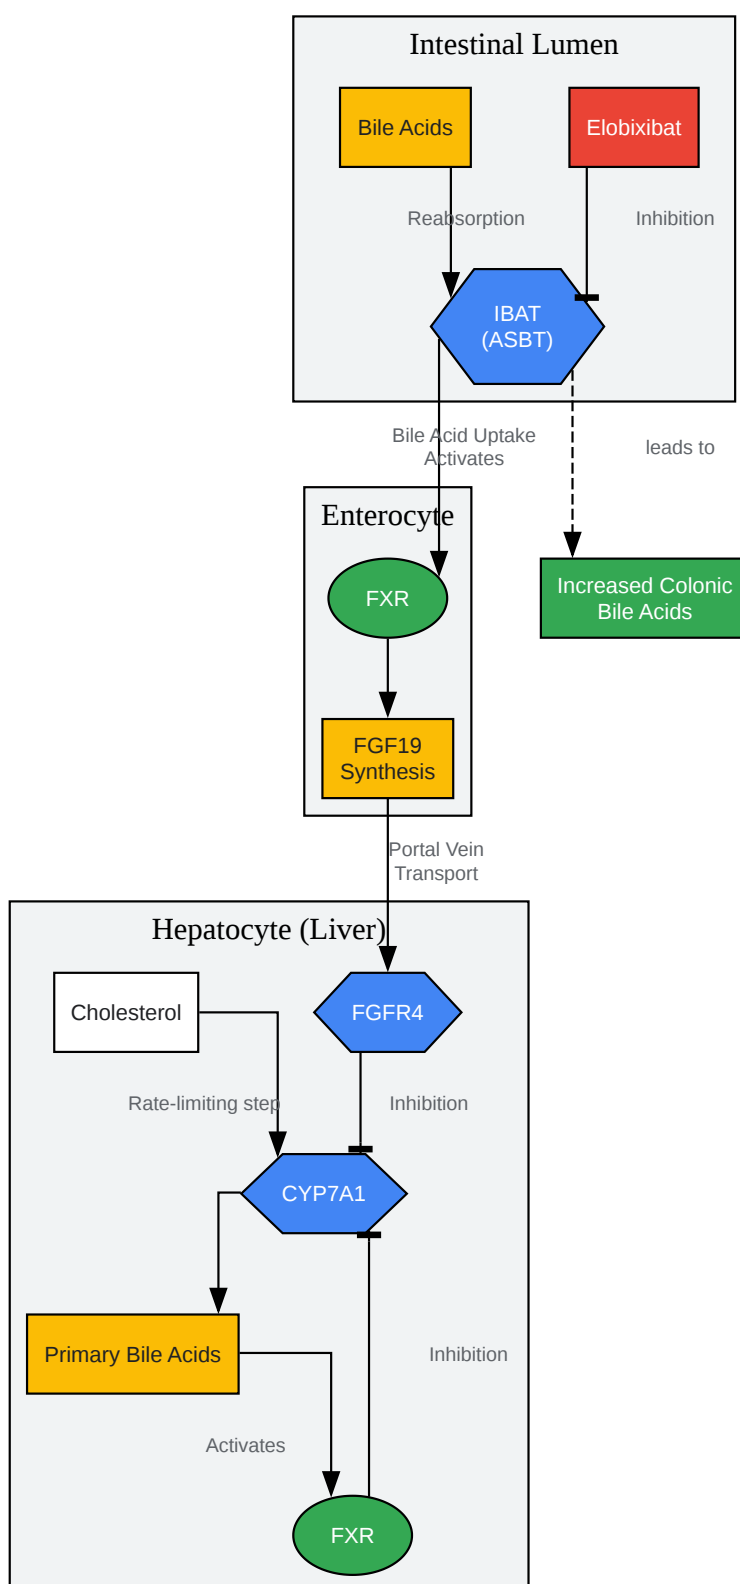 Intestinal Lumen
Bile Acids
Elobixibat
Reabsorption
Inhibition
IBAT
(ASBT)
Bile Acid Uptake
Activates
leads to
Enterocyte
FXR
Increased Colonic
Bile Acids
FGF19
Synthesis
Portal Vein
Transport
Hepatocyte (Liver)
Cholesterol
FGFR4
Rate-limiting step
Inhibition
CYP7A1
Primary Bile Acids
Inhibition
Activates
FXR